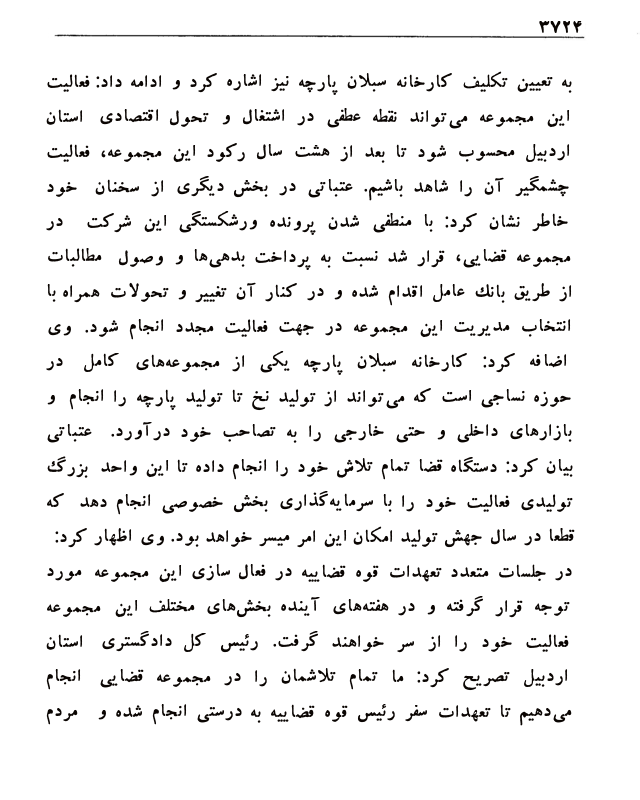 ۳۷۲۴
به تعیین تکلیف کارخانه سبلان پارچه نیز اشاره کرد و ادامه داد: فعالیت
این مجموعه می‌تواند نقطه عطفی در اشتغال و تحول اقتصادی استان
اردبیل محسوب شود تا بعد از هشت سال رکود این مجموعه، فعالیت
چشمگیر آن را شاهد باشیم. عتباتی در بخش دیگری از سخنان خود
خاطر نشان کرد: با منطفی شدن پرونده ورشکستگی این شرکت در
مجموعه قضایی، قرار شد نسبت به پرداخت بدهی‌ها و وصول مطالبات
از طریق بانك عامل اقدام شده و در کنار آن تغییر و تحولات همراه با
انتخاب مدیریت این مجموعه در جهت فعالیت مجدد انجام شود. وی
اضافه کرد: کارخانه سبلان پارچه یکی از مجموعه‌های کامل در
حوزه نساجی است که می‌تواند از تولید نخ تا تولید پارچه را انجام و
بازارهای داخلی و حتی خارجی را به تصاحب خود درآورد. عتباتی
بیان کرد: دستگاه قضا تمام تلاش خود را انجام داده تا این واحد بزرگ
تولیدی فعالیت خود را با سرمایه‌گذاری بخش خصوصی انجام دهد که
قطعا در سال جهش تولید امکان این امر میسر خواهد بود. وی اظهار کرد:
در جلسات متعدد تعهدات قوه قضاییه در فعال سازی این مجموعه مورد
توجه قرار گرفته و در هفته‌های آینده بخش‌های مختلف این مجموعه
فعالیت خود را از سر خواهند گرفت. رئیس کل دادگستری استان
اردبیل تصریح کرد: ما تمام تلاشمان را در مجموعه قضایی انجام
می‌دهیم تا تعهدات سفر رئیس قوه قضاییه به درستی انجام شده و مردم